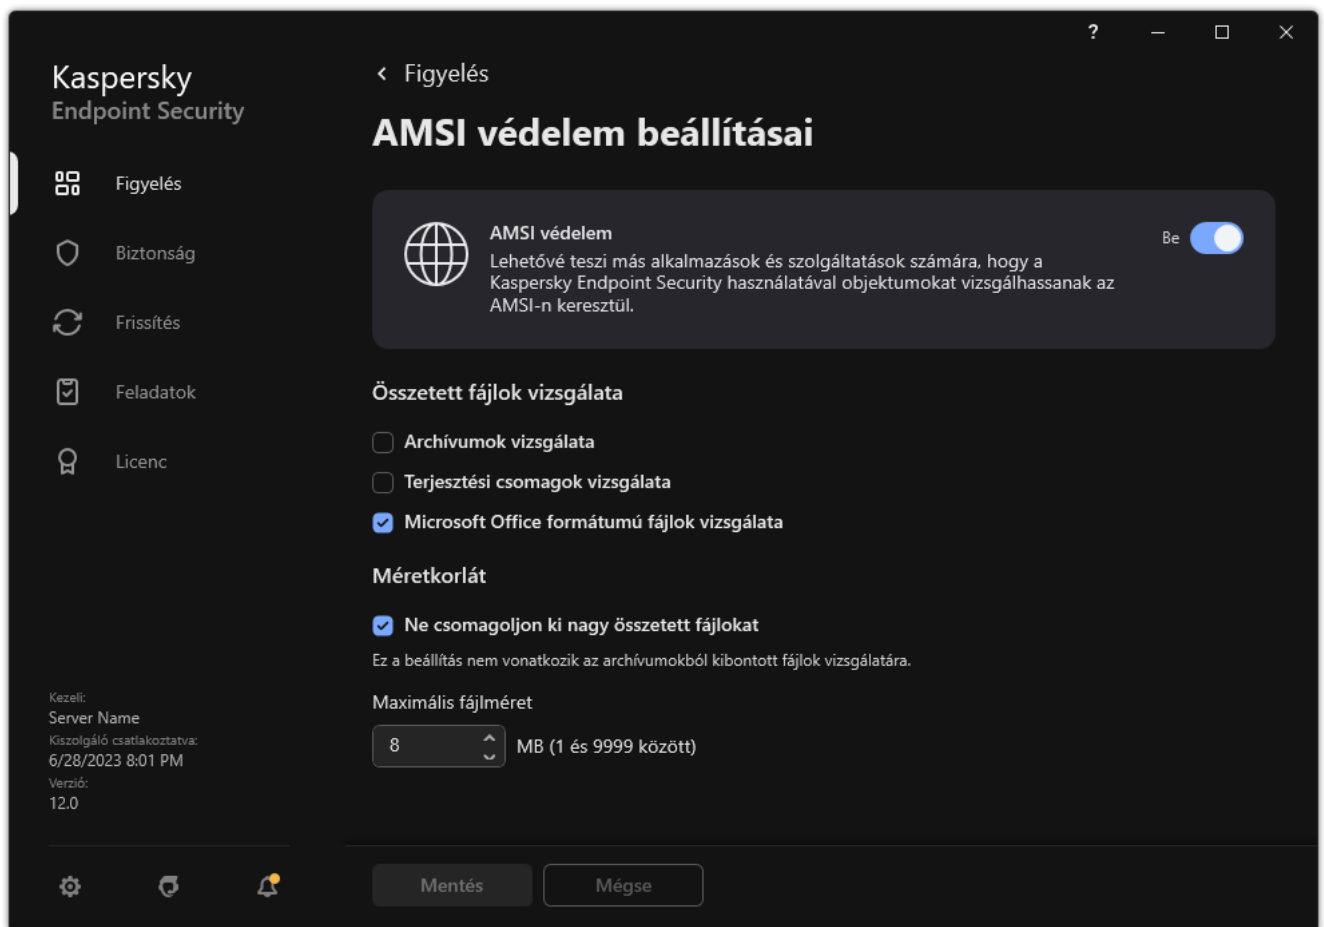 ?
Kaspersky
Endpoint Security
Figyelés
Biztonság
Frissítés
Feladatok
Licenc
Kezeli:
Server Name
Kiszolgáló csatlakoztatva:
6/28/2023 8:01 PM
Verzió:
12.0
Figyelés
AMSI védelem beállításai
AMSI védelem
Lehetővé teszi más alkalmazások és szolgáltatások számára, hogy a
Kaspersky Endpoint Security használatával objektumokat vizsgálhassanak az
AMSI-n keresztül.
Be
Összetett fájlok vizsgálata
Archívumok vizsgálata
Terjesztési csomagok vizsgálata
Microsoft Office formátumú fájlok vizsgálata
Méretkorlát
Ne csomagoljon ki nagy összetett fájlokat
Ez a beállítás nem vonatkozik az archívumokból kibontott fájlok vizsgálatára.
Maximális fájlméret
8 MB (1 és 9999 között)
Mentés Mégse